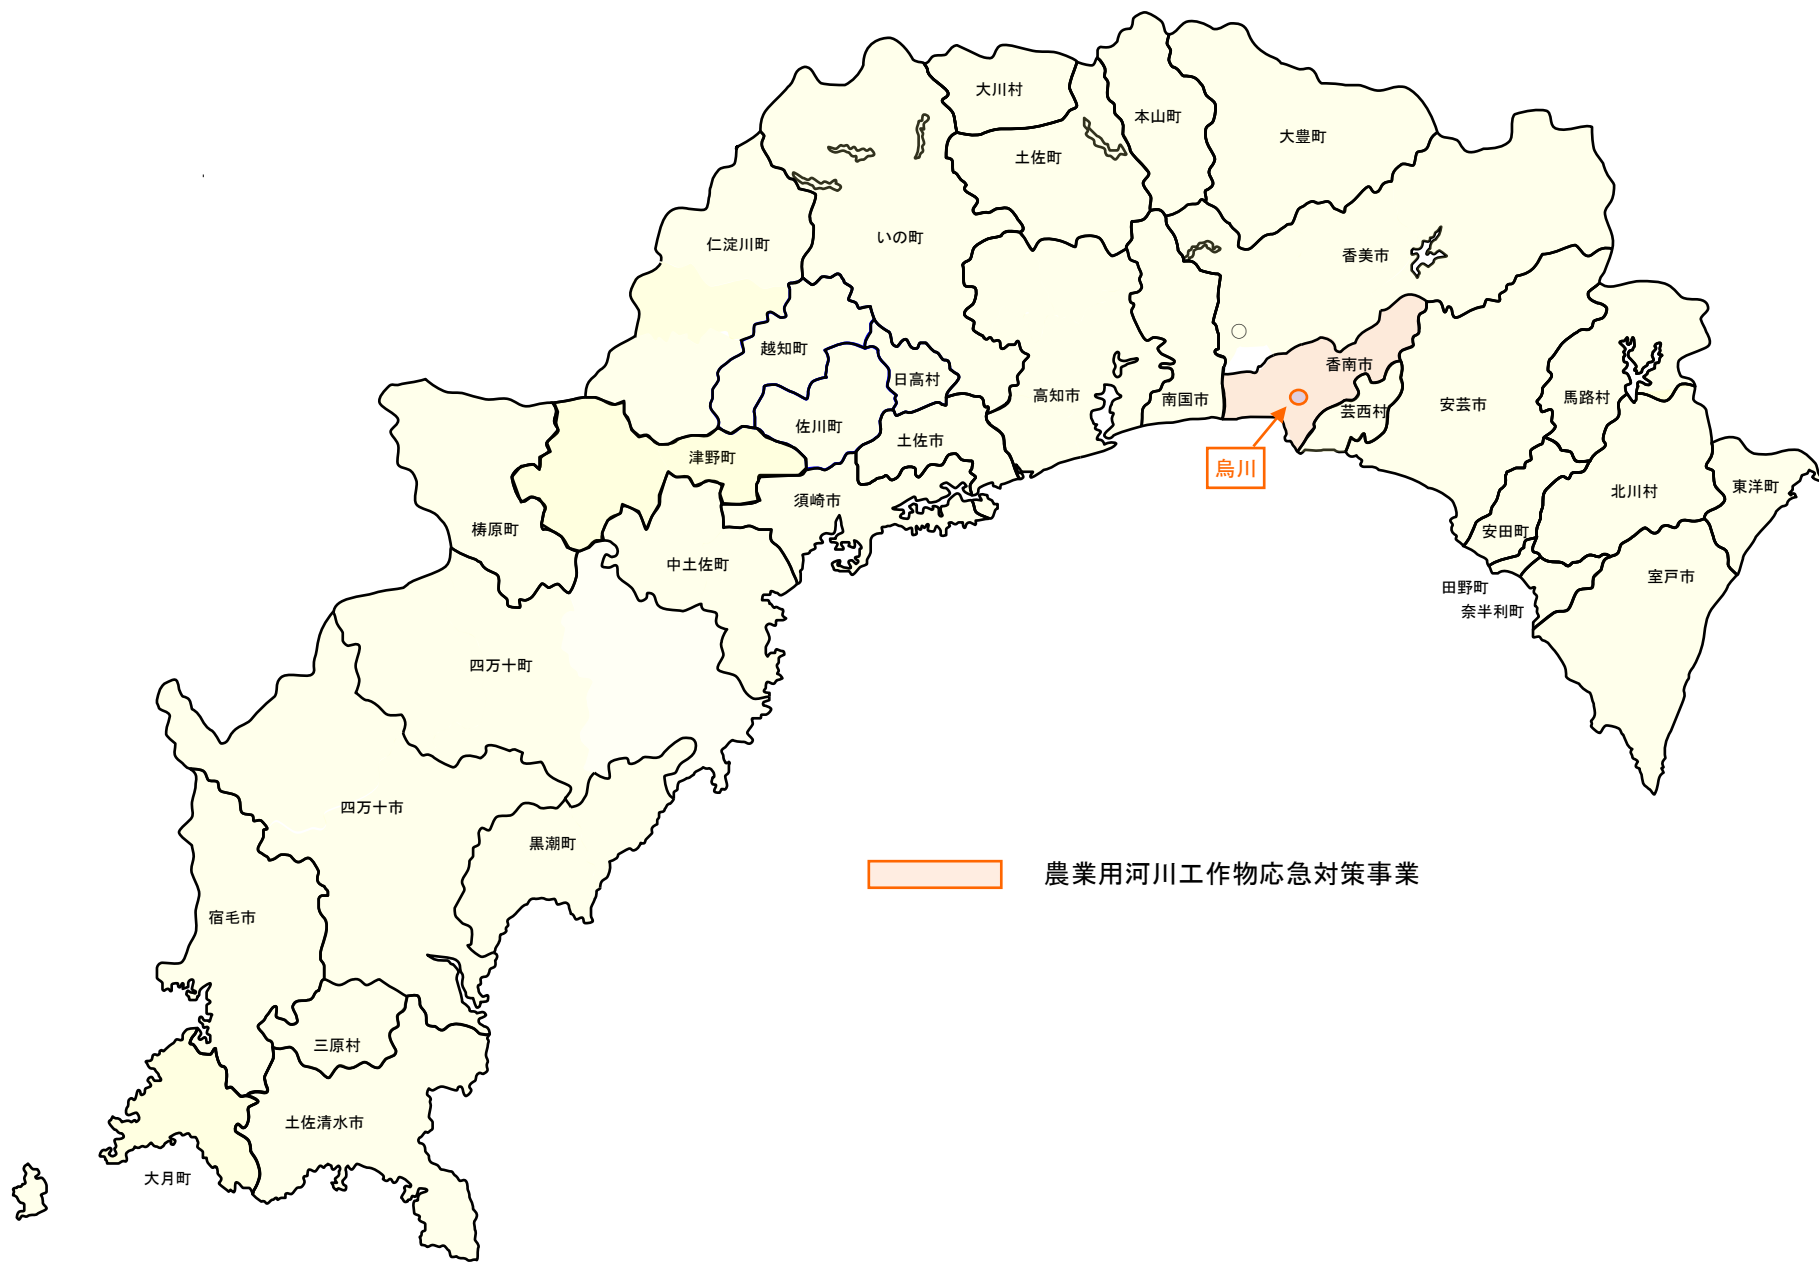 大川村
本山町
大豊町
土佐町
いの町
仁淀川町
香美市
越知町
香南市
日高村
高知市
南国市
芸西村
安芸市
馬路村
佐川町
土佐市
津野町
烏川
須崎市
梼原町
北川村
東洋町
安田町
中土佐町
室戸市
田野町
奈半利町
四万十町
四万十市
黒潮町
農業用河川工作物応急対策事業
宿毛市
三原村
土佐清水市
大月町